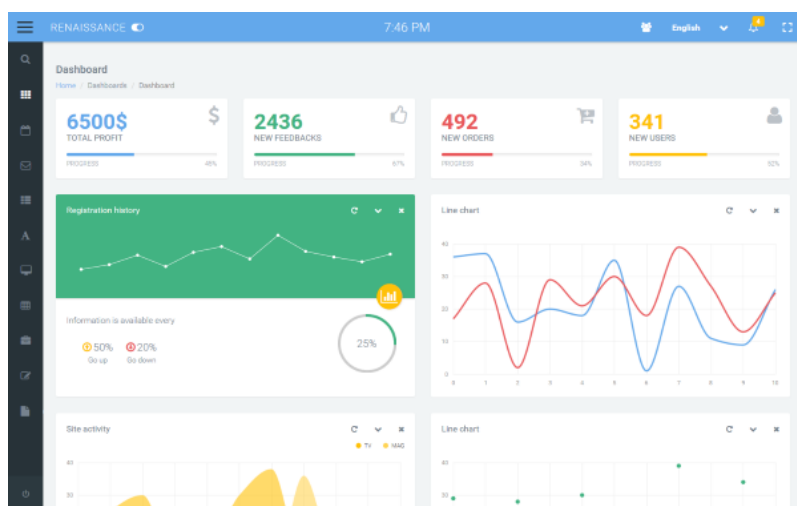 RENAISSANCE
7:46 PM
English
4
Dashboard
Home / Dashboards / Dashboard
6500$
TOTAL PROFIT
PROGRESS 45%
2436
NEW FEEDBACKS
PROGRESS 67%
492
NEW ORDERS
PROGRESS 34%
341
NEW USERS
PROGRESS 52%
Registration history
Information is available every
50%
Go up
20%
Go down
25%
Line chart
40
30
20
10
0
0 1 2 3 4 5 6 7 8 9 10
Site activity
TV MAG
40
30
Line chart
40
30